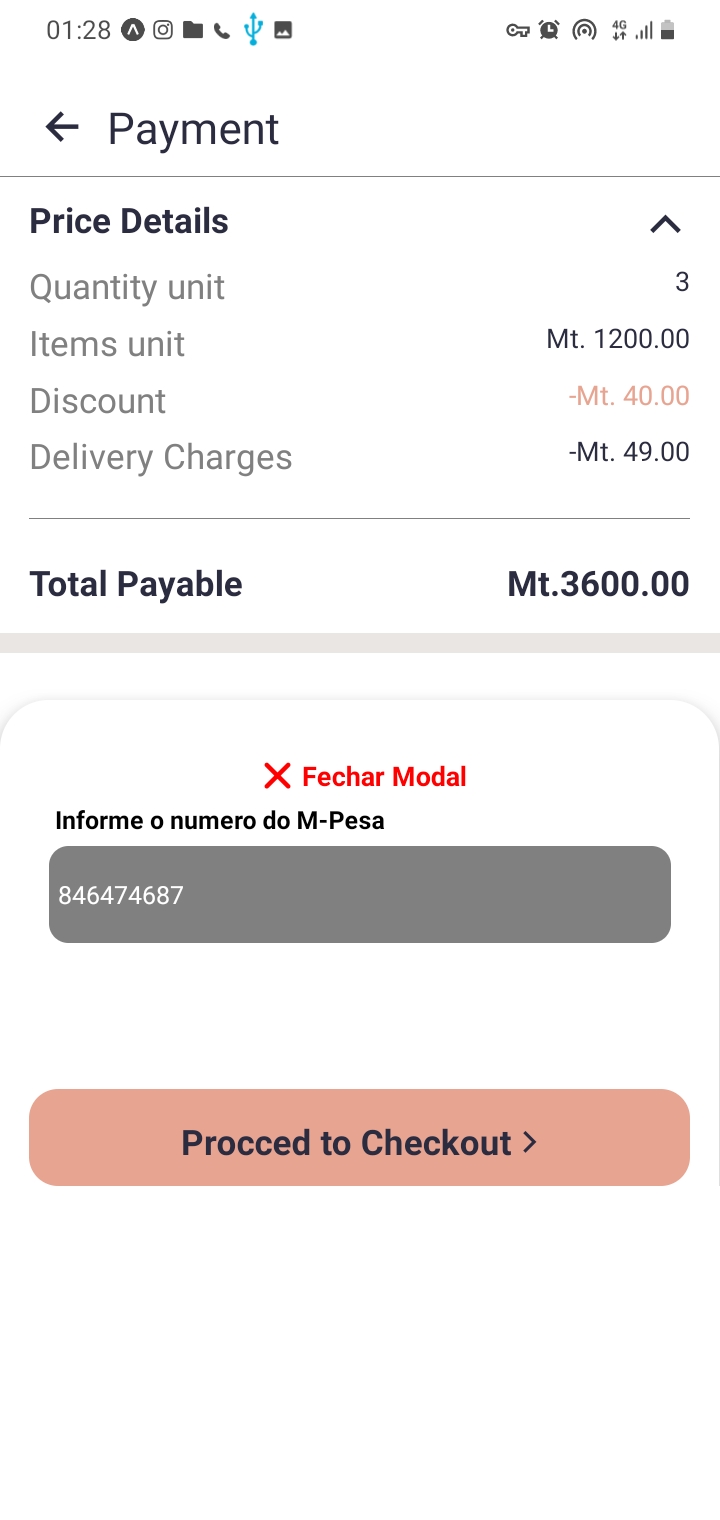 01:28 4G
Payment
Price Details
Quantity unit 3
Items unit Mt. 1200.00
Discount -Mt. 40.00
Delivery Charges -Mt. 49.00
Total Payable Mt.3600.00
Fechar Modal
Informe o numero do M-Pesa
846474687
Procced to Checkout